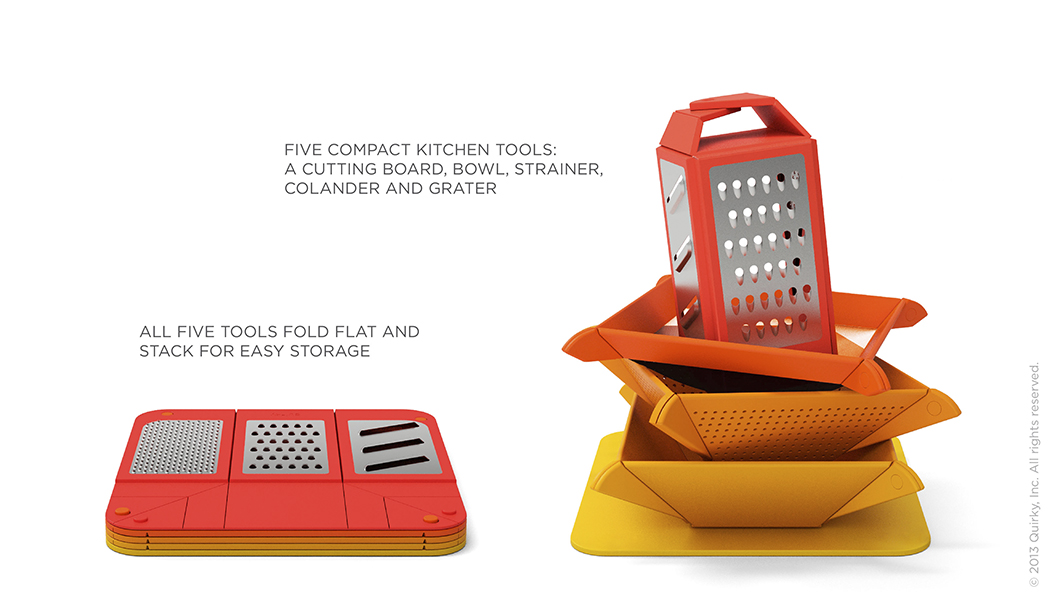 FIVE COMPACT KITCHEN TOOLS:
A CUTTING BOARD, BOWL, STRAINER,
COLANDER AND GRATER
ALL FIVE TOOLS FOLD FLAT AND
STACK FOR EASY STORAGE
© 2013 Quirky, Inc. All rights reserved.